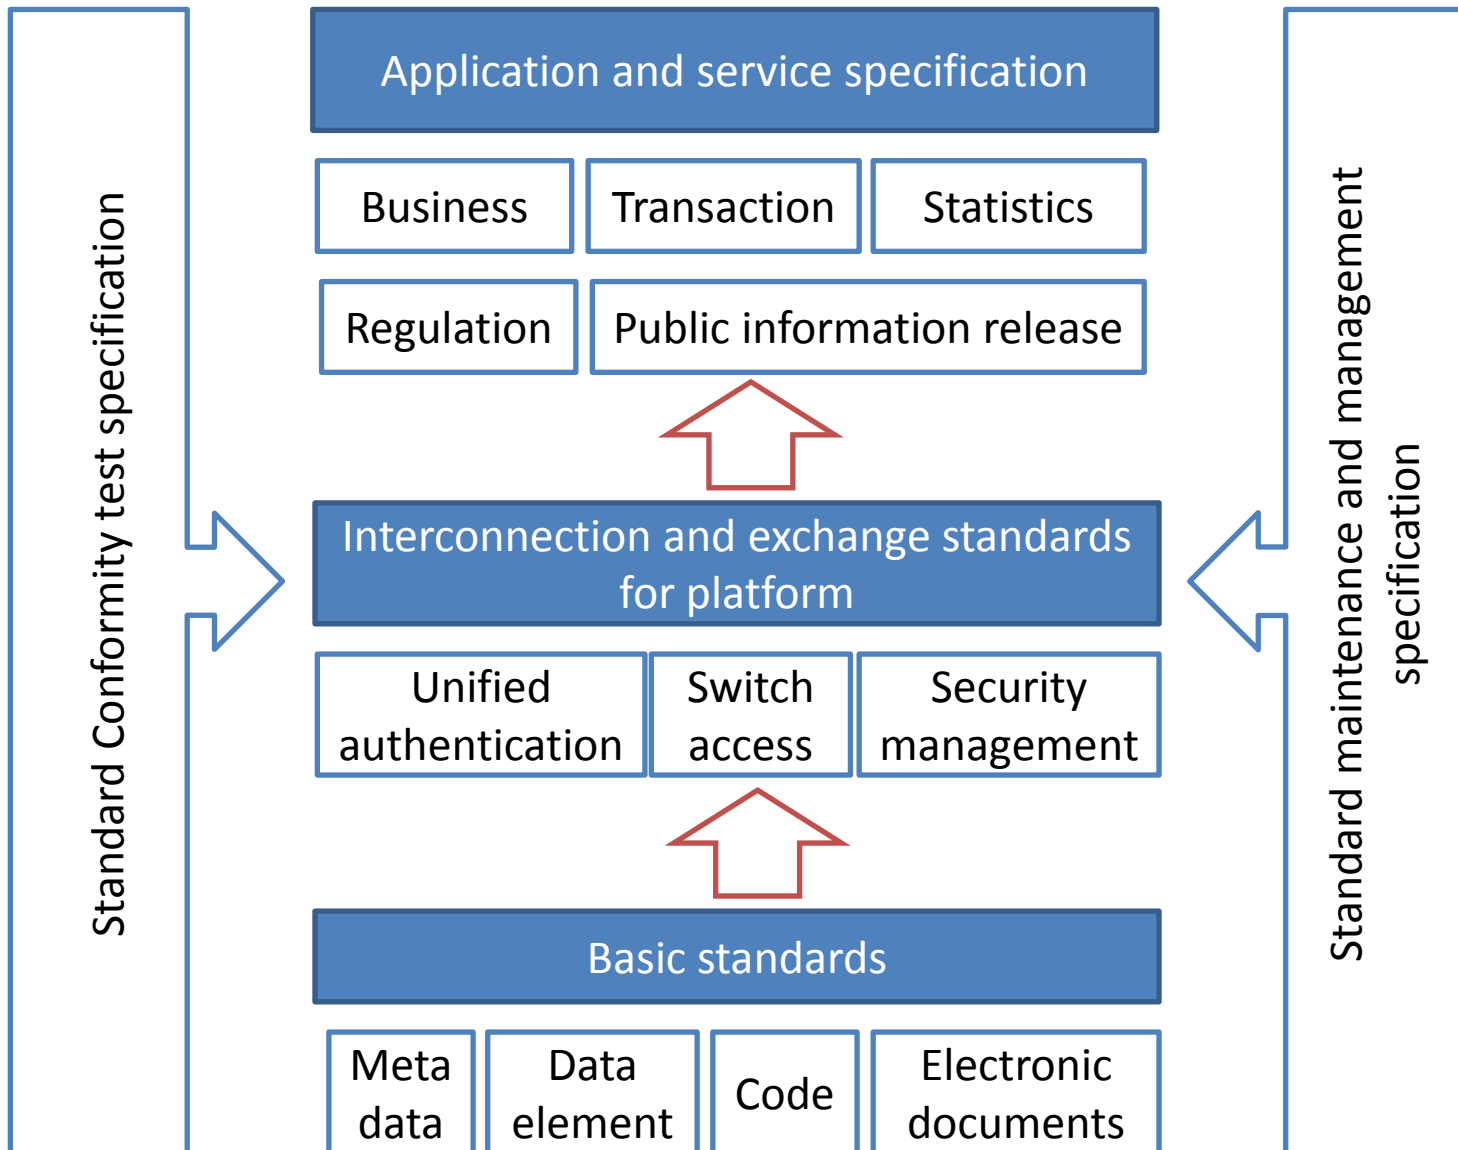 Standard Conformity test specification
Application and service specification
Business
Transaction
Statistics
Regulation
Public information release
Interconnection and exchange standards
for platform
Unified
authentication
Switch
access
Security
management
Basic standards
Meta
data
Data
element
Code
Electronic
documents
Standard maintenance and management
specification